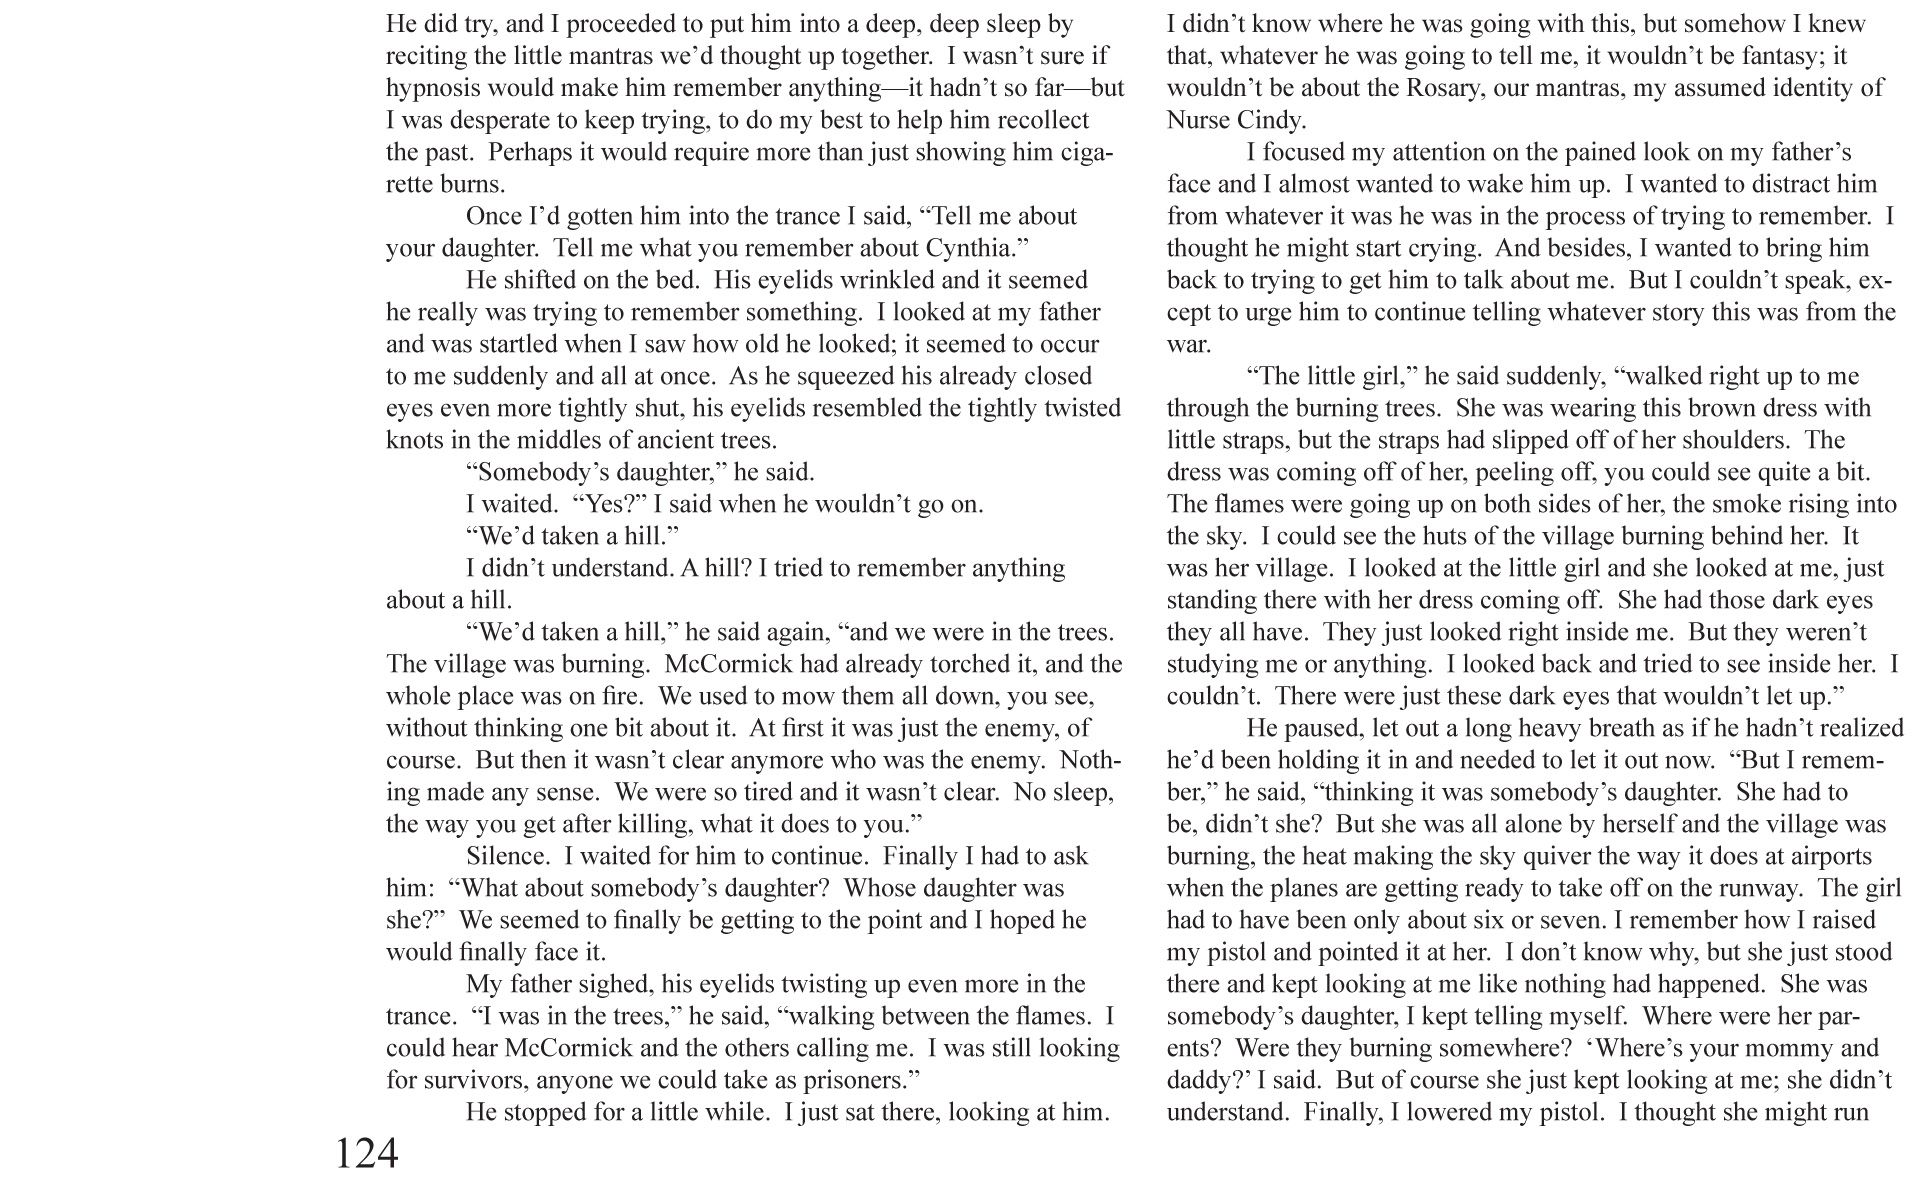 He did try, and I proceeded to put him into a deep, deep sleep by
reciting the little mantras we’d thought up together.  I wasn’t sure if
hypnosis would make him remember anything—it hadn’t so far—but
I was desperate to keep trying, to do my best to help him recollect
the past.  Perhaps it would require more than just showing him ciga-
rette burns.
Once I’d gotten him into the trance I said, “Tell me about
your daughter.  Tell me what you remember about Cynthia.”
He shifted on the bed.  His eyelids wrinkled and it seemed
he really was trying to remember something.  I looked at my father
and was startled when I saw how old he looked; it seemed to occur
to me suddenly and all at once.  As he squeezed his already closed
eyes even more tightly shut, his eyelids resembled the tightly twisted
knots in the middles of ancient trees.
“Somebody’s daughter,” he said.
I waited.  “Yes?” I said when he wouldn’t go on.
“We’d taken a hill.”
I didn’t understand. A hill? I tried to remember anything
about a hill.
“We’d taken a hill,” he said again, “and we were in the trees.
The village was burning.  McCormick had already torched it, and the
whole place was on fire.  We used to mow them all down, you see,
without thinking one bit about it.  At first it was just the enemy, of
course.  But then it wasn’t clear anymore who was the enemy.  Noth-
ing made any sense.  We were so tired and it wasn’t clear.  No sleep,
the way you get after killing, what it does to you.”
Silence.  I waited for him to continue.  Finally I had to ask
him:  “What about somebody’s daughter?  Whose daughter was
she?”  We seemed to finally be getting to the point and I hoped he
would finally face it.
My father sighed, his eyelids twisting up even more in the
trance.  “I was in the trees,” he said, “walking between the flames.  I
could hear McCormick and the others calling me.  I was still looking
for survivors, anyone we could take as prisoners.”
He stopped for a little while.  I just sat there, looking at him.
I didn’t know where he was going with this, but somehow I knew
that, whatever he was going to tell me, it wouldn’t be fantasy; it
wouldn’t be about the Rosary, our mantras, my assumed identity of
Nurse Cindy.
I focused my attention on the pained look on my father’s
face and I almost wanted to wake him up.  I wanted to distract him
from whatever it was he was in the process of trying to remember.  I
thought he might start crying.  And besides, I wanted to bring him
back to trying to get him to talk about me.  But I couldn’t speak, ex-
cept to urge him to continue telling whatever story this was from the
war.
“The little girl,” he said suddenly, “walked right up to me
through the burning trees.  She was wearing this brown dress with
little straps, but the straps had slipped off of her shoulders.  The
dress was coming off of her, peeling off, you could see quite a bit.
The flames were going up on both sides of her, the smoke rising into
the sky.  I could see the huts of the village burning behind her.  It
was her village.  I looked at the little girl and she looked at me, just
standing there with her dress coming off.  She had those dark eyes
they all have.  They just looked right inside me.  But they weren’t
studying me or anything.  I looked back and tried to see inside her.  I
couldn’t.  There were just these dark eyes that wouldn’t let up.”
He paused, let out a long heavy breath as if he hadn’t realized
he’d been holding it in and needed to let it out now.  “But I remem-
ber,” he said, “thinking it was somebody’s daughter.  She had to
be, didn’t she?  But she was all alone by herself and the village was
burning, the heat making the sky quiver the way it does at airports
when the planes are getting ready to take off on the runway.  The girl
had to have been only about six or seven. I remember how I raised
my pistol and pointed it at her.  I don’t know why, but she just stood
there and kept looking at me like nothing had happened.  She was
somebody’s daughter, I kept telling myself.  Where were her par-
ents?  Were they burning somewhere?  ‘Where’s your mommy and
daddy?’ I said.  But of course she just kept looking at me; she didn’t
understand.  Finally, I lowered my pistol.  I thought she might run
124